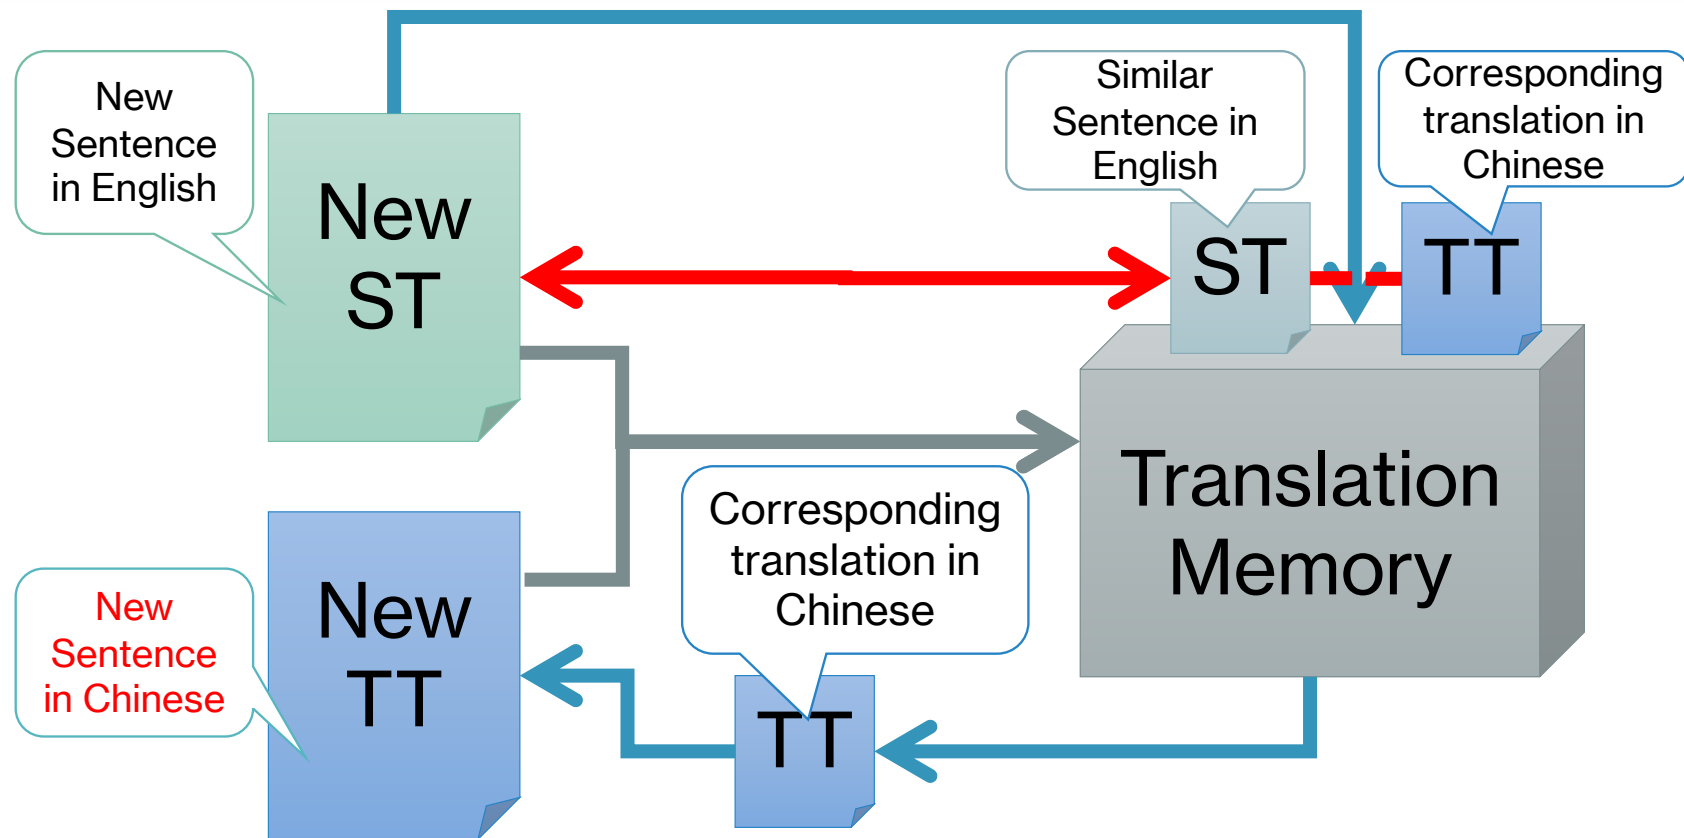 New
Sentence
in English
New
ST
Similar
Sentence in
English
Corresponding
translation in
Chinese
ST
TT
Translation
Memory
Corresponding
translation in
Chinese
TT
New
Sentence
in Chinese
New
TT